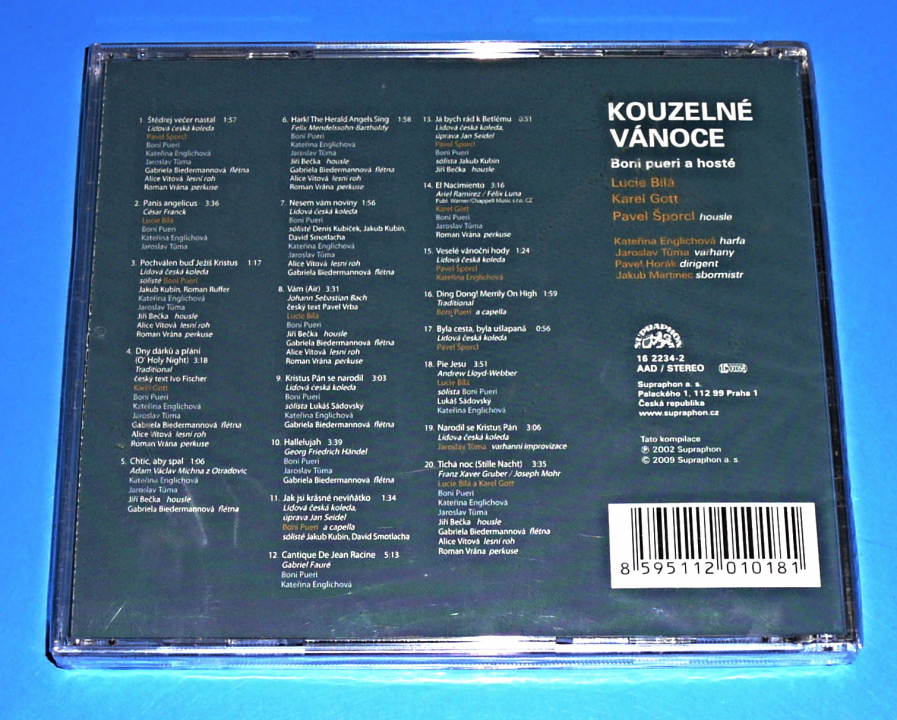 1. Štědrej večer nastal 1:57
Lidová česká koleda
Pavel Šporcl
Boni Pueri
Kateřina Englichová
Jaroslav Tůma
Gabriela Biedermannová flétna
Alice Vítová lesní roh
Roman Vrána perkuse
2. Panis angelicus 3:36
César Franck
Lucie Bílá
Boni Pueri
Kateřina Englichová
Jaroslav Tůma
3. Pochválen buď Ježíš Kristus 1:17
Lidová česká koleda
sólisté Boni Pueri
Jakub Kubín, Roman Ruffer
Kateřina Englichová
Jaroslav Tůma
Jiří Bečka housle
Alice Vítová lesní roh
Roman Vrána perkuse
4. Dny dárků a přání
(O' Holy Night) 3:18
Traditional
český text Ivo Fischer
Karel Gott
Boni Pueri
Kateřina Englichová
Jaroslav Tůma
Gabriela Biedermannová flétna
Alice Vítová lesní roh
Roman Vrána perkuse
5. Chtíc, aby spal 1:06
Adam Václav Michna z Otradovic
Kateřina Englichová
Jaroslav Tůma
Jiří Bečka housle
Gabriela Biedermannová flétna
6. Hark! The Herald Angels Sing 1:58
Felix Mendelssohn-Bartholdy
Boni Pueri
Kateřina Englichová
Jaroslav Tůma
Jiří Bečka housle
Gabriela Biedermannová flétna
Alice Vítová lesní roh
Roman Vrána perkuse
7. Nesem vám noviny 1:56
Lidová česká koleda
Boni Pueri
sólisté Denis Kubíček, Jakub Kubín,
David Smotlacha
Kateřina Englichová
Jaroslav Tůma
Alice Vítová lesní roh
Gabriela Biedermannová flétna
8. Vám (Air) 3:31
Johann Sebastian Bach
český text Pavel Vrba
Lucie Bílá
Boni Pueri
Jiří Bečka housle
Gabriela Biedermannová flétna
Alice Vítová lesní roh
Roman Vrána perkuse
9. Kristus Pán se narodil 3:03
Lidová česká koleda
Boni Pueri
sólista Lukáš Sádovský
Kateřina Englichová
Gabriela Biedermannová flétna
10. Hallelujah 3:39
Georg Friedrich Händel
Boni Pueri
Jaroslav Tůma
Gabriela Biedermannová flétna
11. Jak jsi krásné neviňátko 1:34
Lidová česká koleda,
úprava Jan Seidel
Boni Pueri a capella
sólisté Jakub Kubín, David Smotlacha
12 Cantique De Jean Racine 5:13
Gabriel Fauré
Boni Pueri
Kateřina Englichová
13. Já bych rád k Betlému 0:51
Lidová česká koleda,
úprava Jan Seidel
Pavel Šporcl
Boni Pueri
sólista Jakub Kubín
Jiří Bečka housle
14. El Nacimiento 3:16
Ariel Ramirez / Félix Luna
Publ. Warner/Chappell Music s.r.o. CZ
Karel Gott
Boni Pueri
Jaroslav Tůma
Roman Vrána perkuse
15. Veselé vánoční hody 1:24
Lidová česká koleda
Pavel Šporcl
Kateřina Englichová
16. Ding Dong! Merrily On High 1:59
Traditional
Boni Pueri a capella
17. Byla cesta, byla ušlapaná 0:56
Lidová česká koleda
Pavel Šporcl
18. Pie Jesu 3:51
Andrew Lloyd-Webber
Lucie Bílá
sólista Boni Pueri
Lukáš Sádovský
Kateřina Englichová
19. Narodil se Kristus Pán 3:06
Lidová česká koleda
Jaroslav Tůma varhanní improvizace
20. Tichá noc (Stille Nacht) 3:35
Franz Xaver Gruber / Joseph Mohr
Lucie Bílá a Karel Gott
Boni Pueri
Kateřina Englichová
Jaroslav Tůma
Jiří Bečka housle
Gabriela Biedermannová flétna
Alice Vítová lesní roh
Roman Vrána perkuse
KOUZELNÉ
VÁNOCE
Boni pueri a hosté
Lucie Bílá
Karel Gott
Pavel Šporcl housle
Kateřina Englichová harfa
Jaroslav Tůma varhany
Pavel Horák dirigent
Jakub Martinec sbormistr
SUPRAPHON
16 2234-2
AAD / STEREO
Supraphon a. s.
Palackého 1, 112 99 Praha 1
Česká republika
www.supraphon.cz
Tato kompilace
℗ 2002 Supraphon
© 2009 Supraphon a. s.
8 595112 010181